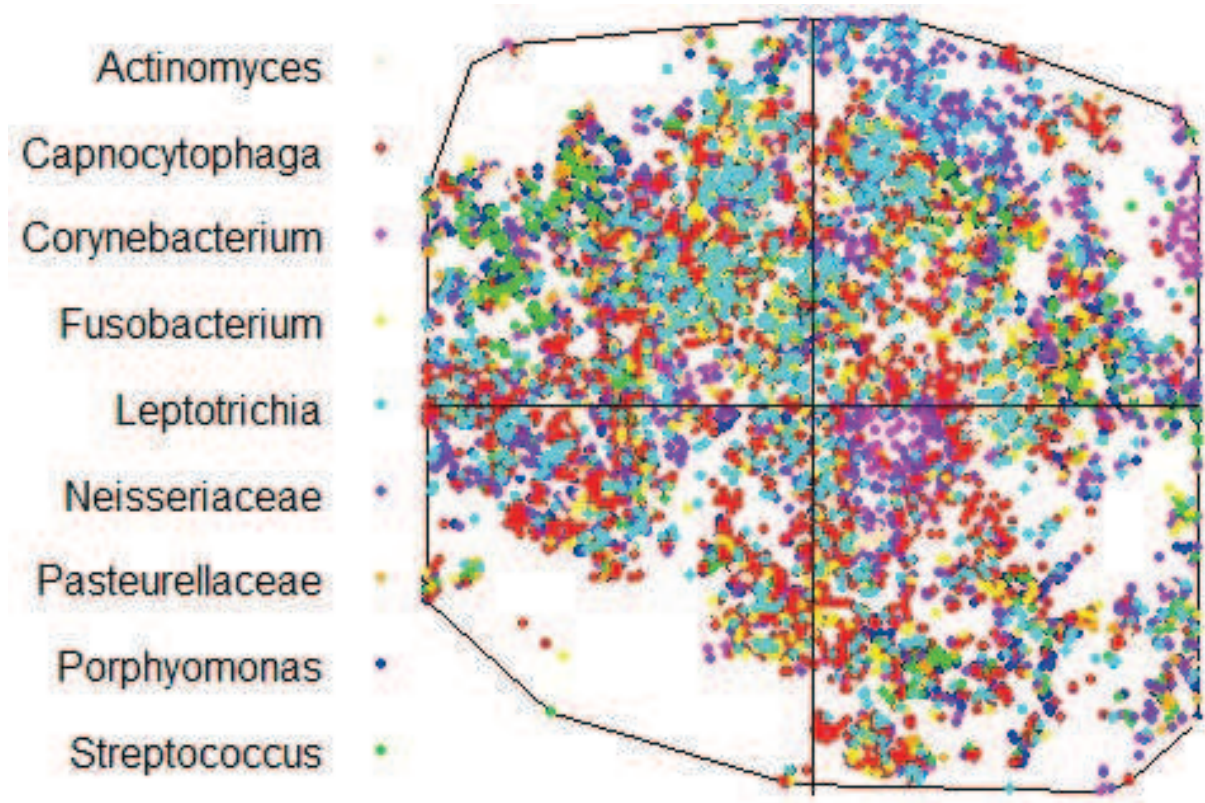 Actinomyces
Capnocytophaga
Corynebacterium
Fusobacterium
Leptotrichia
Neisseriaceae
Pasteurellaceae
Porphyomonas
Streptococcus